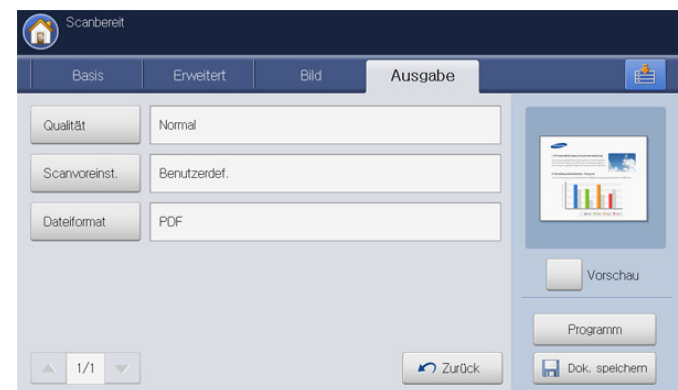 Scanbereit
Basis
Erweitert
Bild
Ausgabe
Qualität
Normal
Scanvoreinst.
Benutzerdef.
Dateiformat
PDF
Vorschau
Programm
1/1
Zurück
Dok. speichern